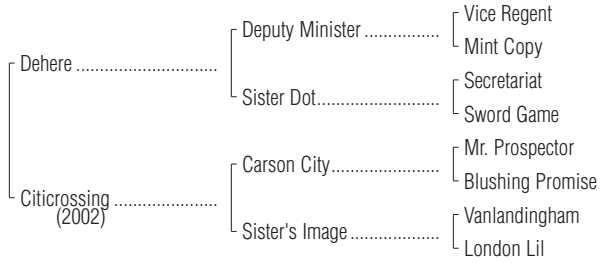 Vice Regent
Deputy Minister ................
Mint Copy
Dehere ..............................
Secretariat
Sister Dot..........................
Sword Game
Mr. Prospector
Carson City.......................
Blushing Promise
Citicrossing ......................
(2002)
Vanlandingham
Sister's Image ...................
London Lil